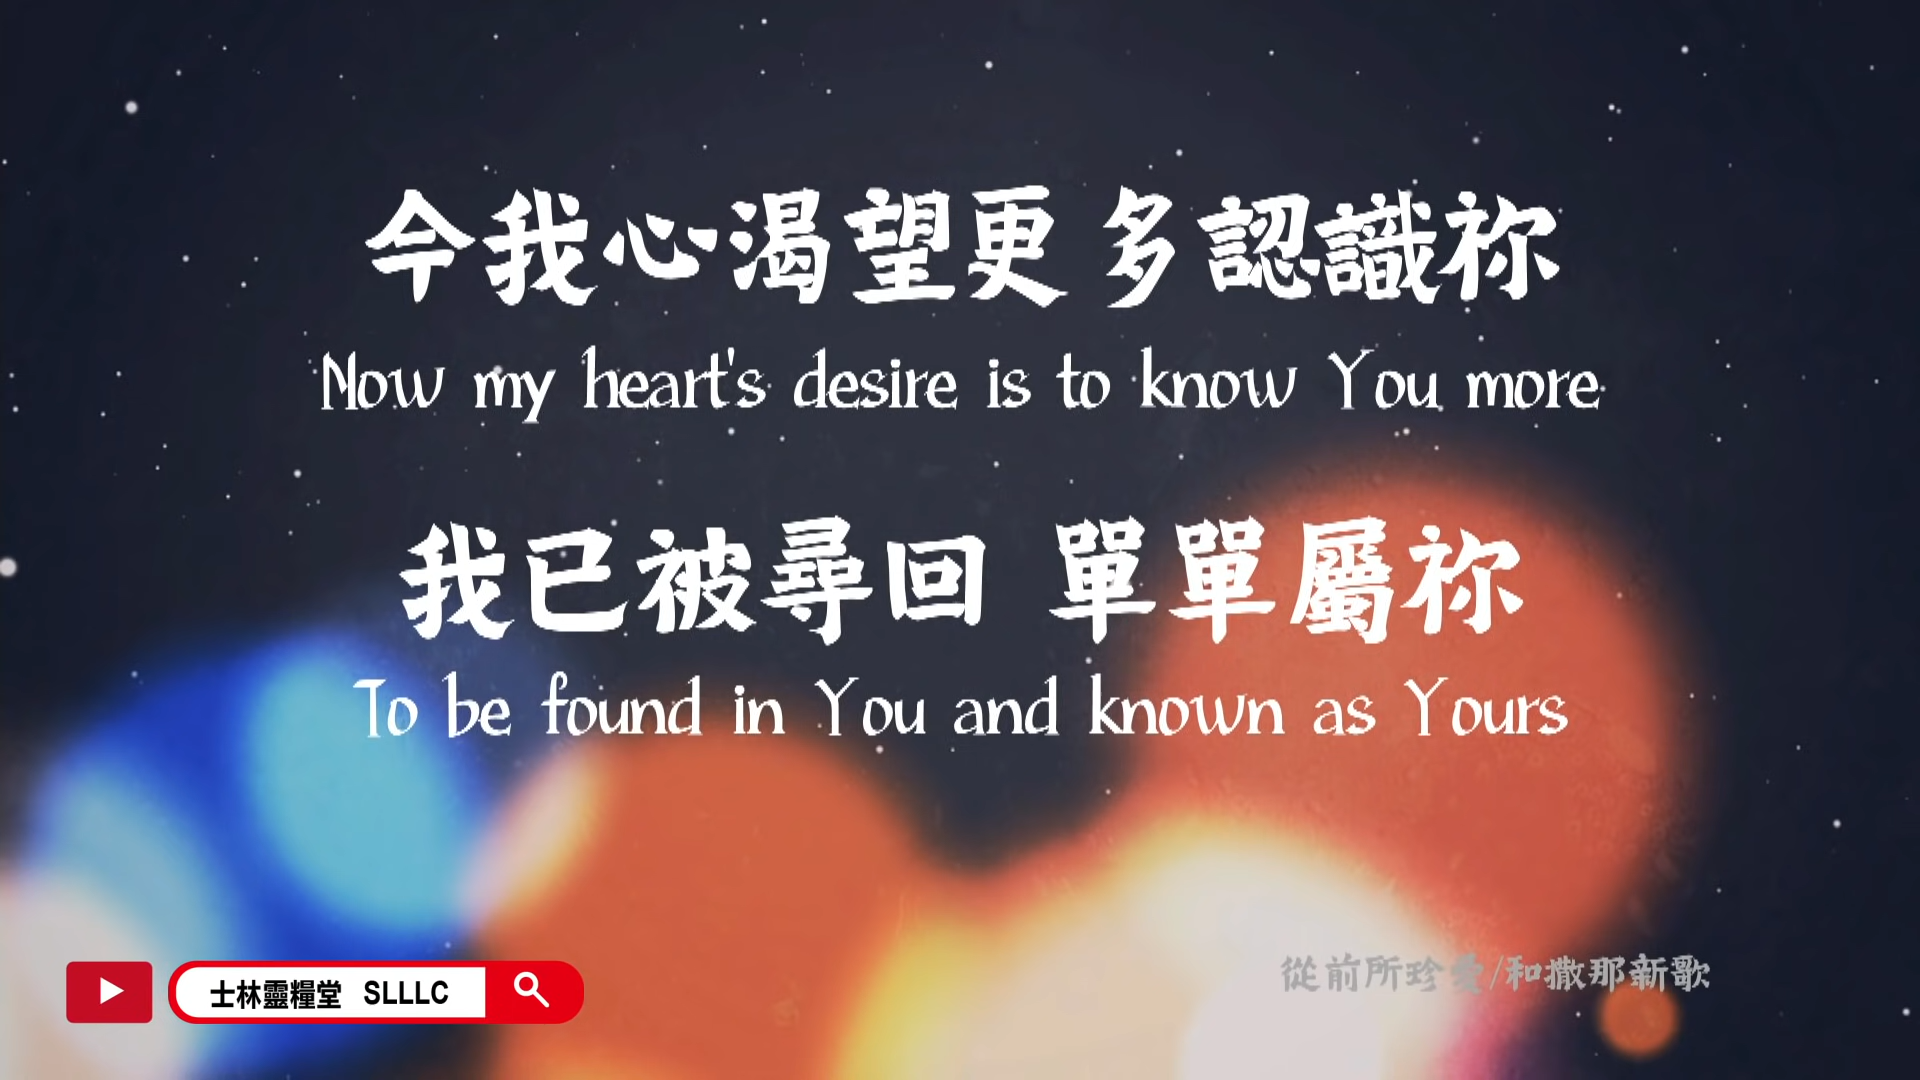 今我心渴望更多認識祢
Now my heart's desire is to know You more
我已被尋回 單單屬祢
To be found in You and known as Yours
從前所珍愛/和撒那新歌
士林靈糧堂 SLLLC